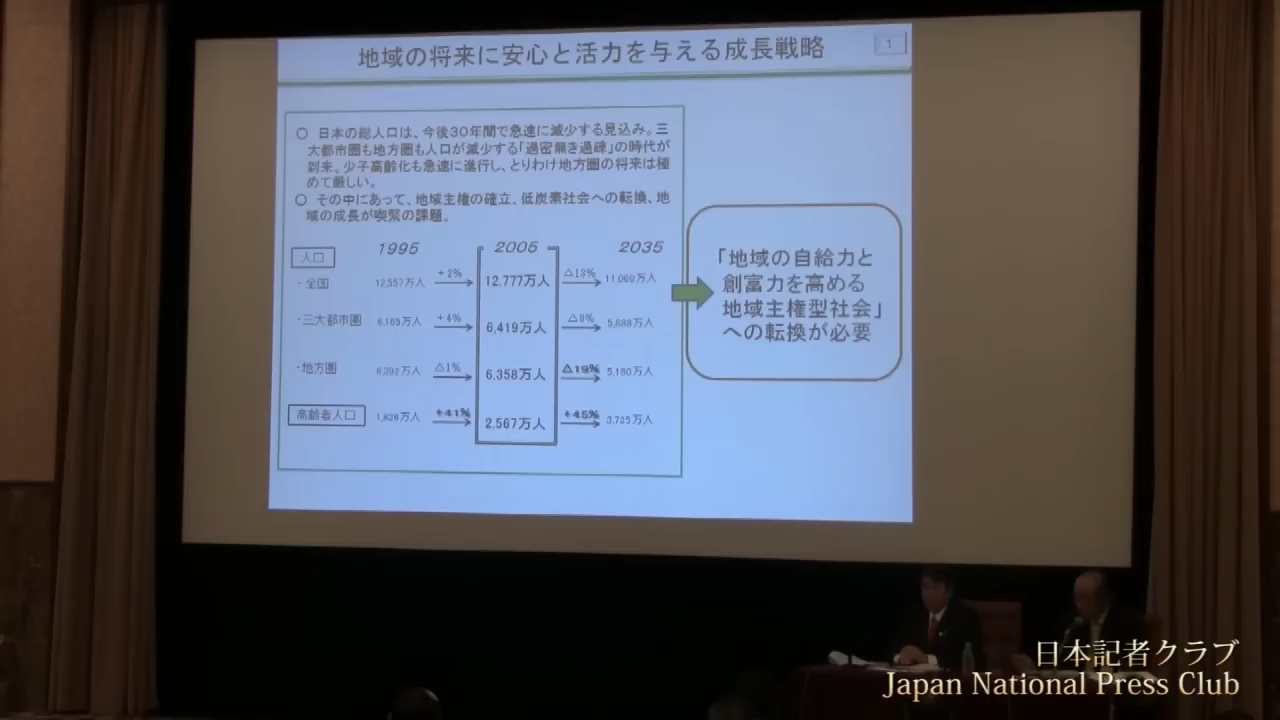 地域の将来に安心と活力を与える成長戦略
1
○ 日本の総人口は、今後30年間で急速に減少する見込み。三
大都市圏も地方圏も人口が減少する「過密無き過疎」の時代が
到来。少子高齢化も急速に進行し、とりわけ地方圏の将来は極
めて厳しい。
○ その中にあって、地域主権の確立、低炭素社会への転換、地
域の成長が喫緊の課題。
1995 2005 2035
人口
・全国 12,557万人 +2% 12,777万人 △13% 11,068万人
・三大都市圏 6,165万人 +4% 6,419万人 △8% 5,888万人
・地方圏 6,392万人 △1% 6,358万人 △19% 5,180万人
高齢者人口 1,826万人 +41% 2,567万人 +45% 3,725万人
「地域の自給力と
創富力を高める
地域主権型社会」
への転換が必要
日本記者クラブ
Japan National Press Club